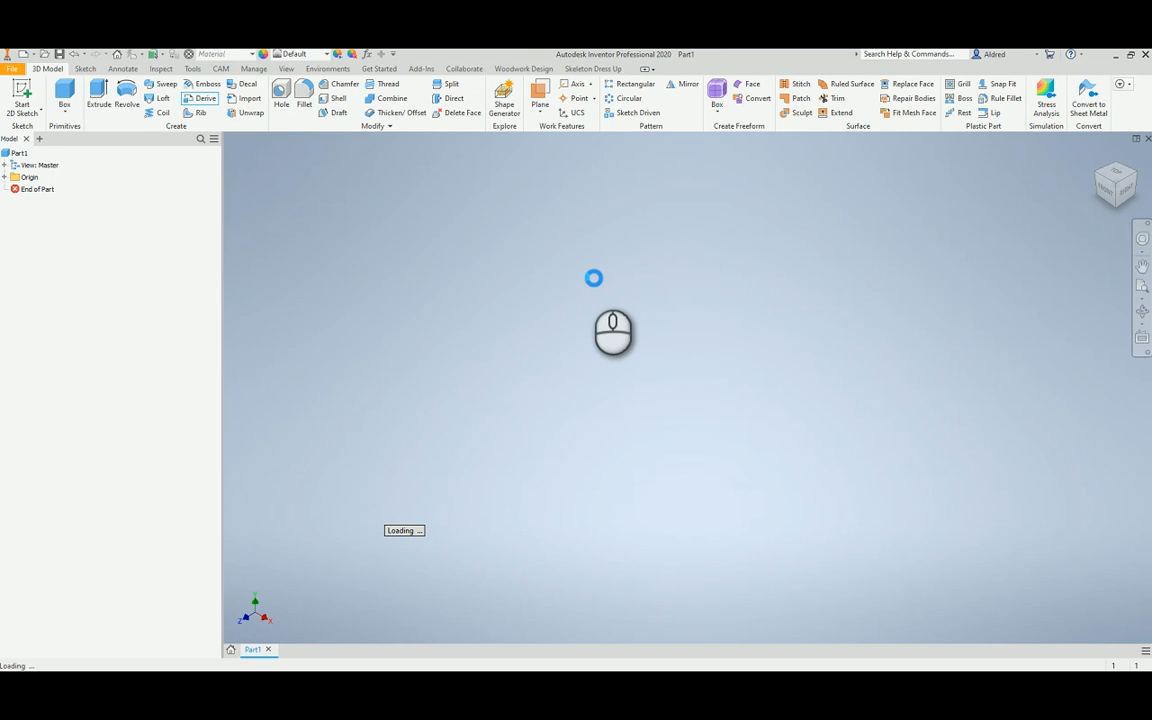 Material
Default
Autodesk Inventor Professional 2020 Part1
Search Help & Commands...
Aldred
File 3D Model Sketch Annotate Inspect Tools View Environments Get Started CAM Add-Ins Collaborate Woodwork Design Skeleton Dress Up
Start
2D Sketch
Box
Extrude
Revolve
Sweep
Emboss
Decal
Loft
Derive
Import
Coil
Rib
Unwrap
Hole
Fillet
Chamfer
Thread
Split
Shell
Combine
Direct
Draft
Thicken/ Offset
Delete Face
Shape
Generator
Plane
Axis
Point
UCS
Rectangular
Mirror
Circular
Sketch Driven
Box
Face
Convert
Stitch
Ruled Surface
Replace Face
Patch
Trim
Repair Bodies
Sculpt
Extend
Fit Mesh Face
Grill
Snap Fit
Boss
Rule Fillet
Rest
Lip
Stress
Analysis
Convert to
Sheet Metal
Sketch Primitives Create Modify Explore Work Features Pattern Create Freeform Surface Plastic Part Simulation Convert
Model
Part1
View: Master
Origin
End of Part
TOP
FRONT
RIGHT
Loading ...
Y
Z
X
Part1
Loading ...
1 1